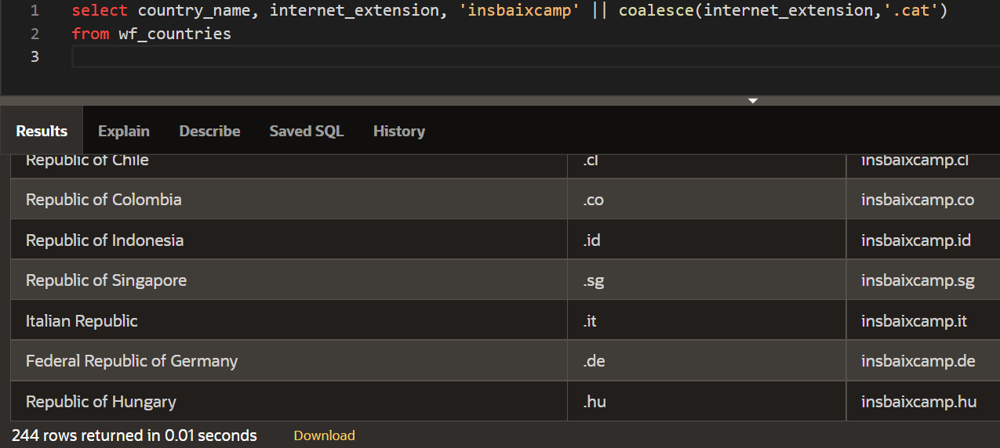 1 select country_name, internet_extension, 'insbaixcamp' || coalesce(internet_extension,'.cat')
2 from wf_countries
3
Results Explain Describe Saved SQL History
Republic of Chile .cl insbaixcamp.cl
Republic of Colombia .co insbaixcamp.co
Republic of Indonesia .id insbaixcamp.id
Republic of Singapore .sg insbaixcamp.sg
Italian Republic .it insbaixcamp.it
Federal Republic of Germany .de insbaixcamp.de
Republic of Hungary .hu insbaixcamp.hu
244 rows returned in 0.01 seconds Download